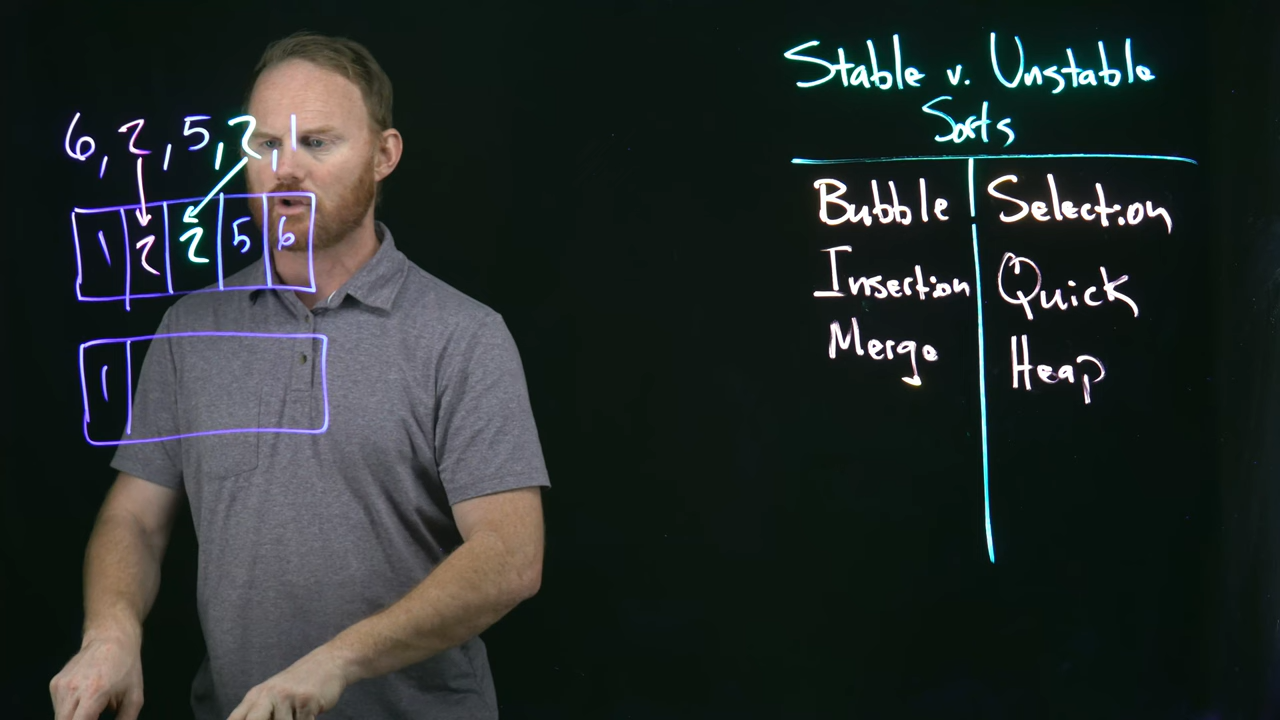 6, 2, 5, 2, 1
1 2 2 5 6
1
Stable v. Unstable
Sorts
Bubble Selection
Insertion Quick
Merge Heap